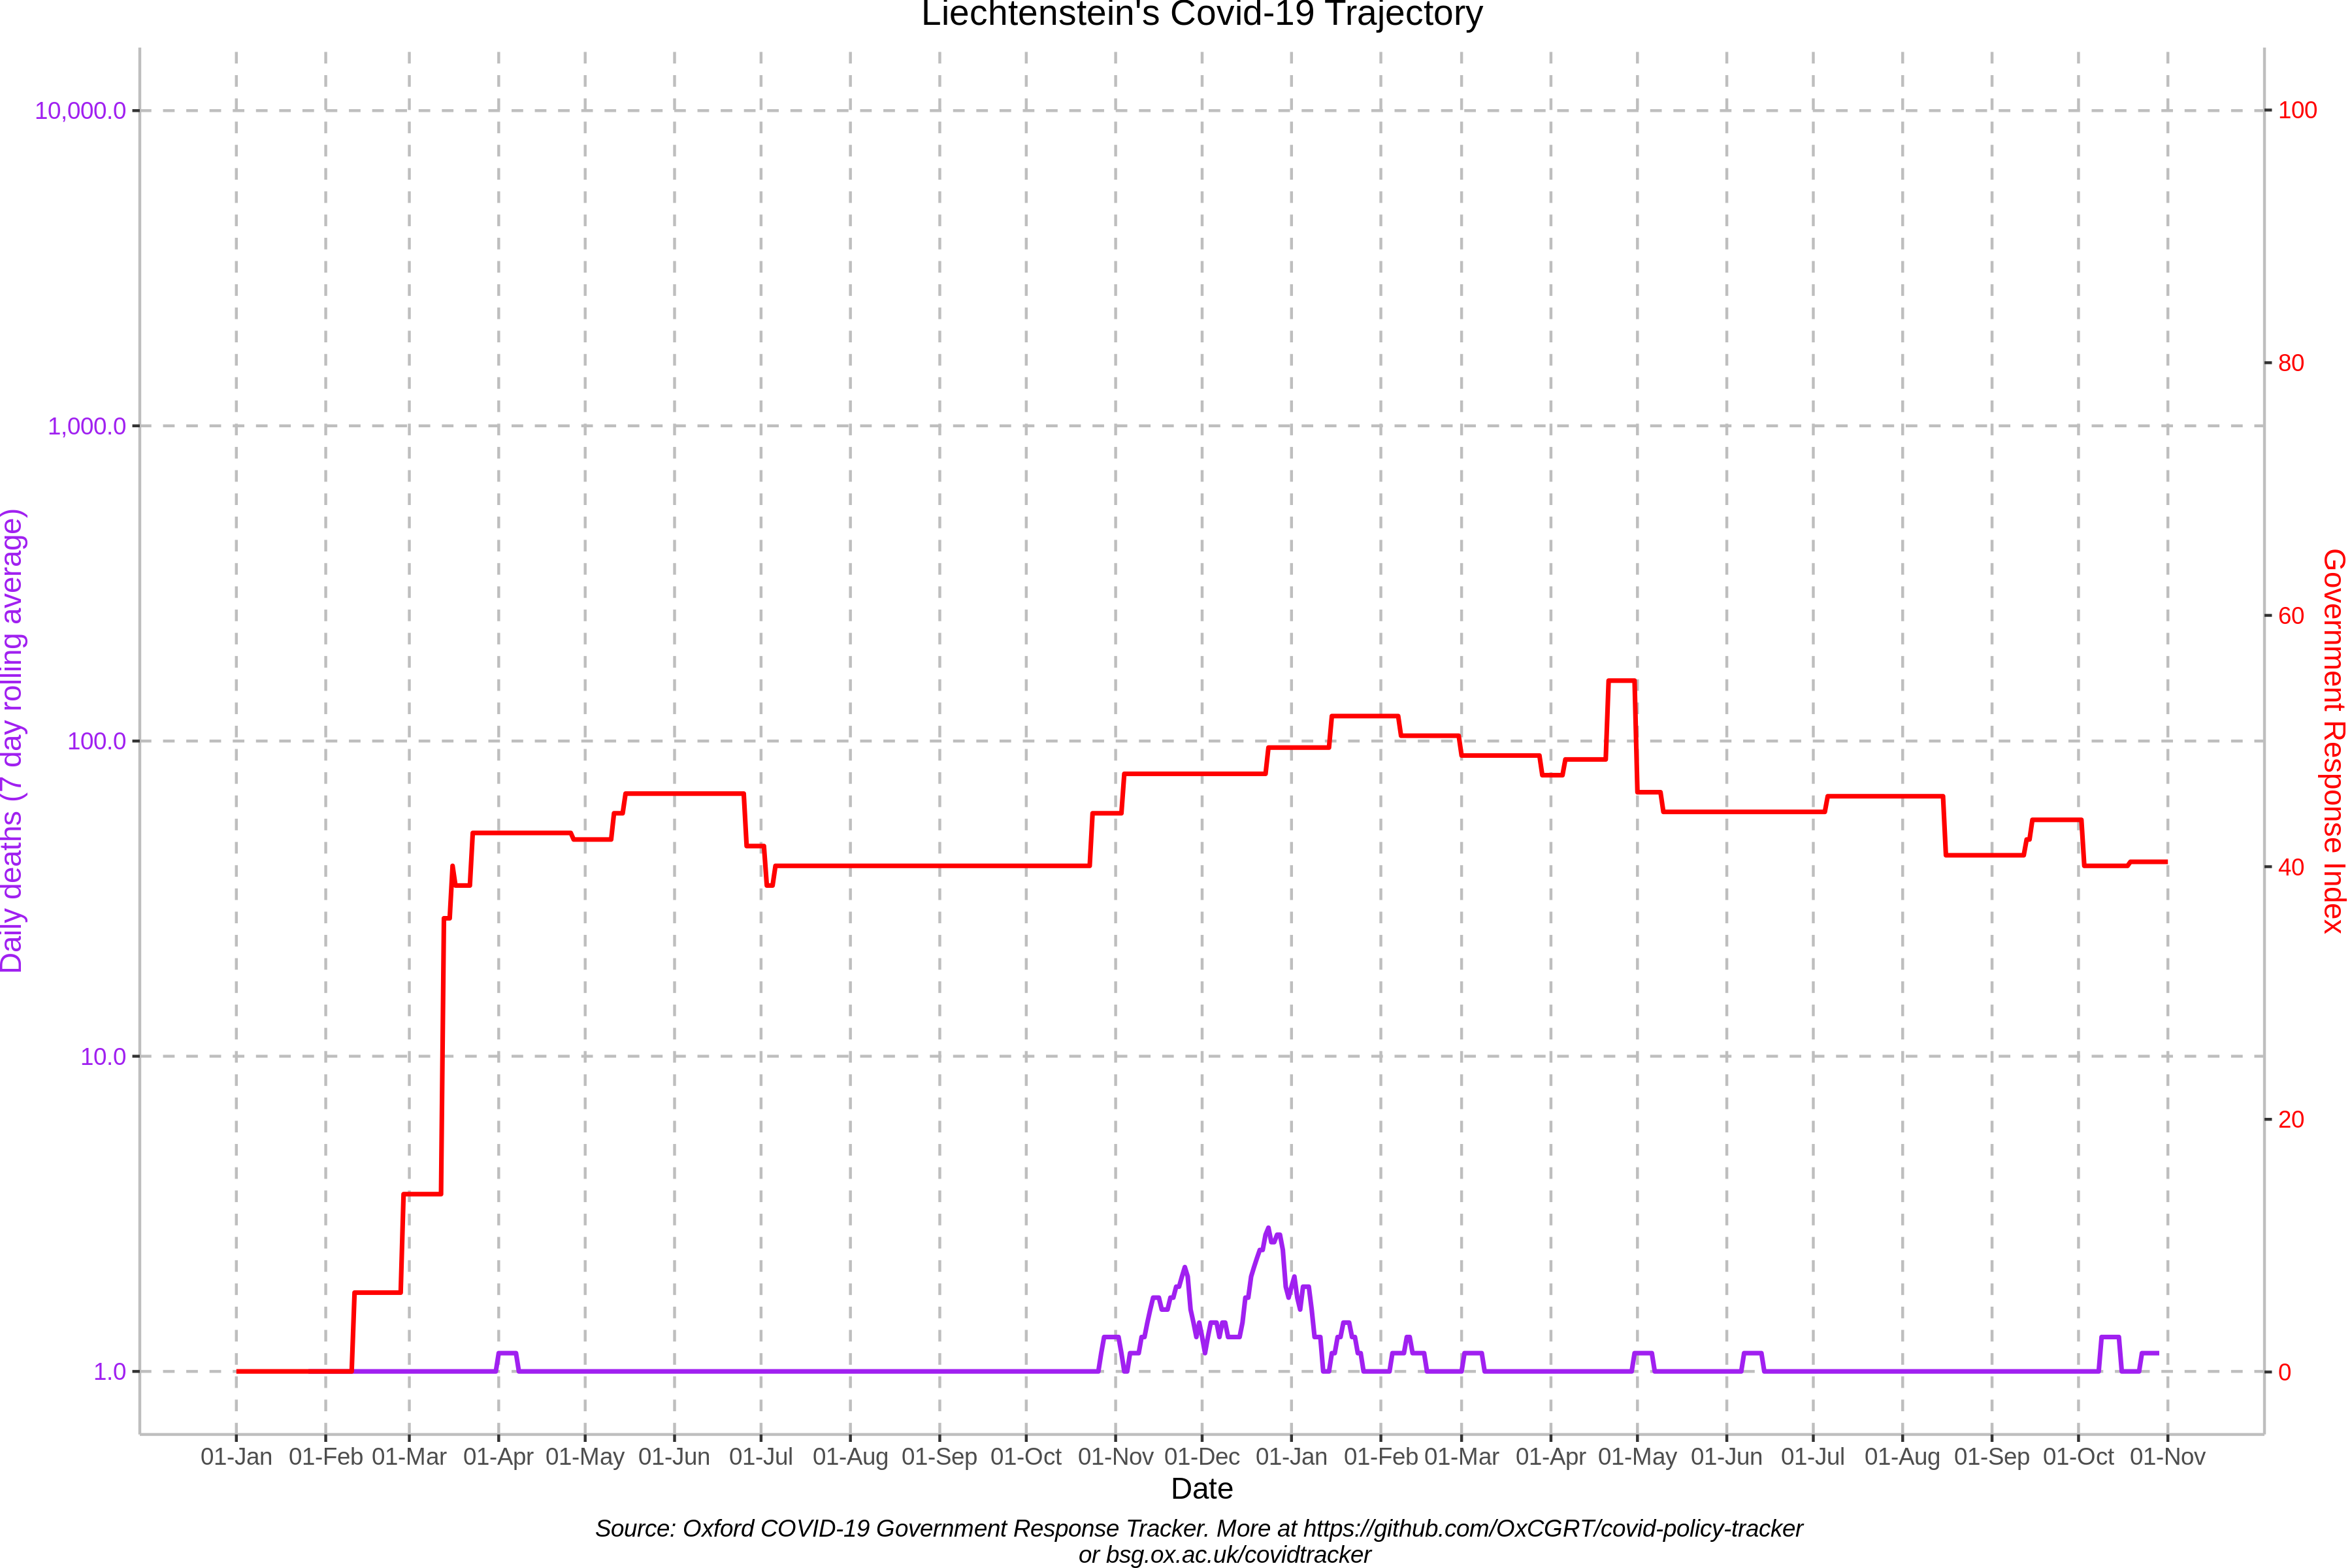 Liechtenstein's Covid-19 Trajectory
10,000.0
1,000.0
100.0
10.0
1.0
Daily deaths (7 day rolling average)
100
80
60
40
20
0
Government Response Index
01-Jan 01-Feb 01-Mar 01-Apr 01-May 01-Jun 01-Jul 01-Aug 01-Sep 01-Oct 01-Nov 01-Dec 01-Jan 01-Feb 01-Mar 01-Apr 01-May 01-Jun 01-Jul 01-Aug 01-Sep 01-Oct 01-Nov
Date
Source: Oxford COVID-19 Government Response Tracker. More at https://github.com/OxCGRT/covid-policy-tracker
or bsg.ox.ac.uk/covidtracker